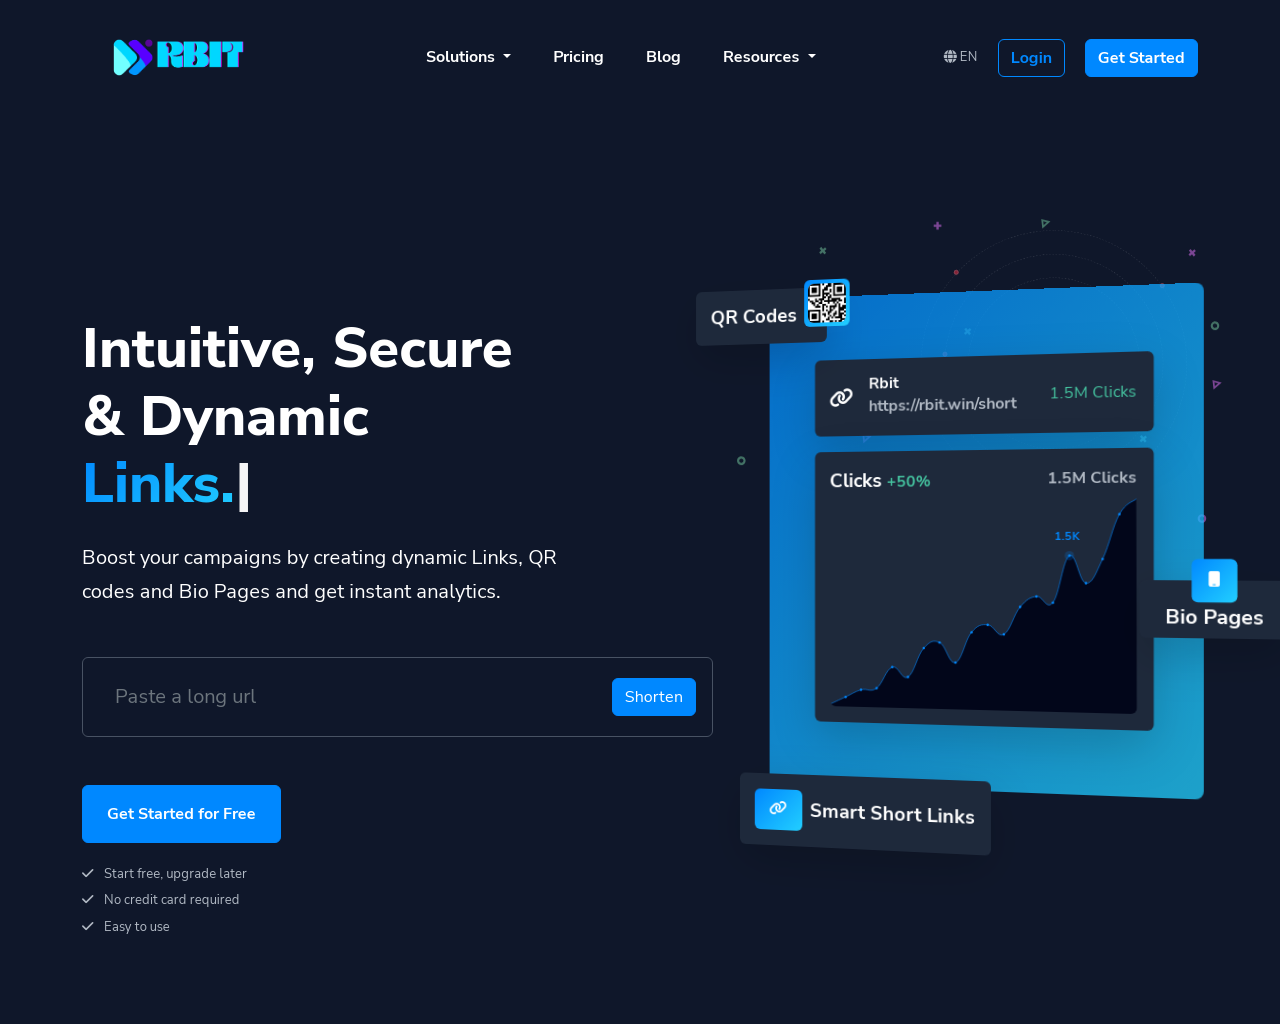 RBIT
Solutions
Pricing
Blog
Resources
EN
Login
Get Started
Intuitive, Secure
& Dynamic
Links.|
Boost your campaigns by creating dynamic Links, QR
codes and Bio Pages and get instant analytics.
Paste a long url
Shorten
Get Started for Free
Start free, upgrade later
No credit card required
Easy to use
QR Codes
Rbit
https://rbit.win/short
1.5M Clicks
Clicks +50%
1.5M Clicks
1.5K
Bio Pages
Smart Short Links